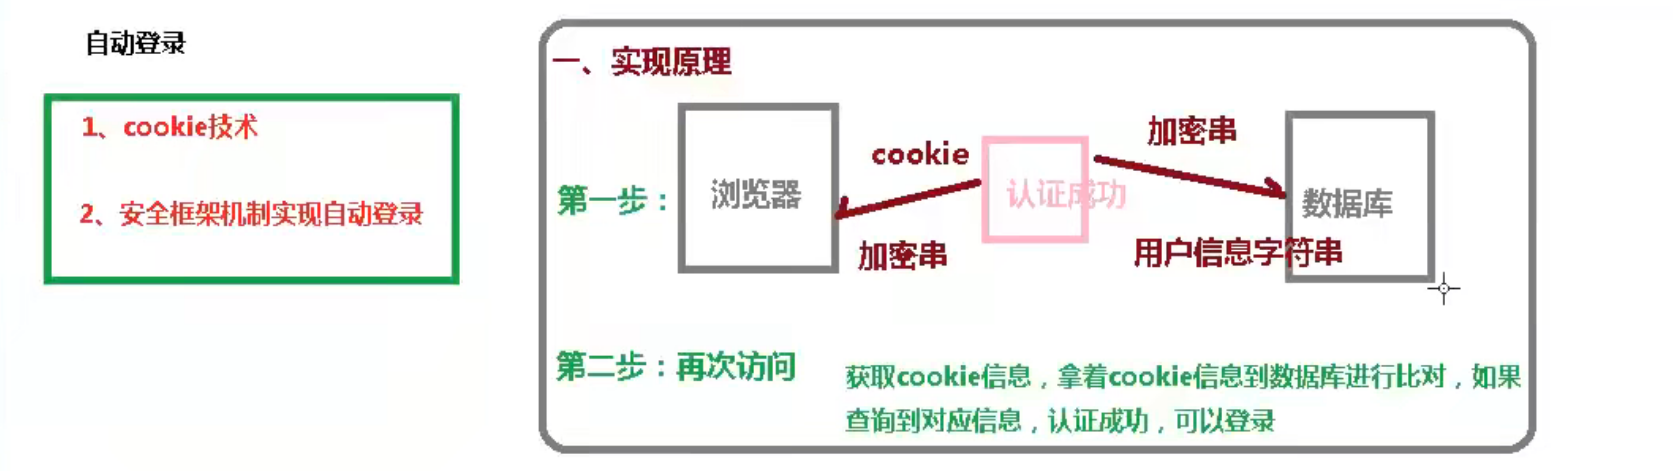 自动登录
1、cookie技术
2、安全框架机制实现自动登录
一、实现原理
第一步：
浏览器
cookie
加密串
认证成功
加密串
用户信息字符串
数据库
第二步：再次访问
获取cookie信息，拿着cookie信息到数据库进行比对，如果
查询到对应信息，认证成功，可以登录